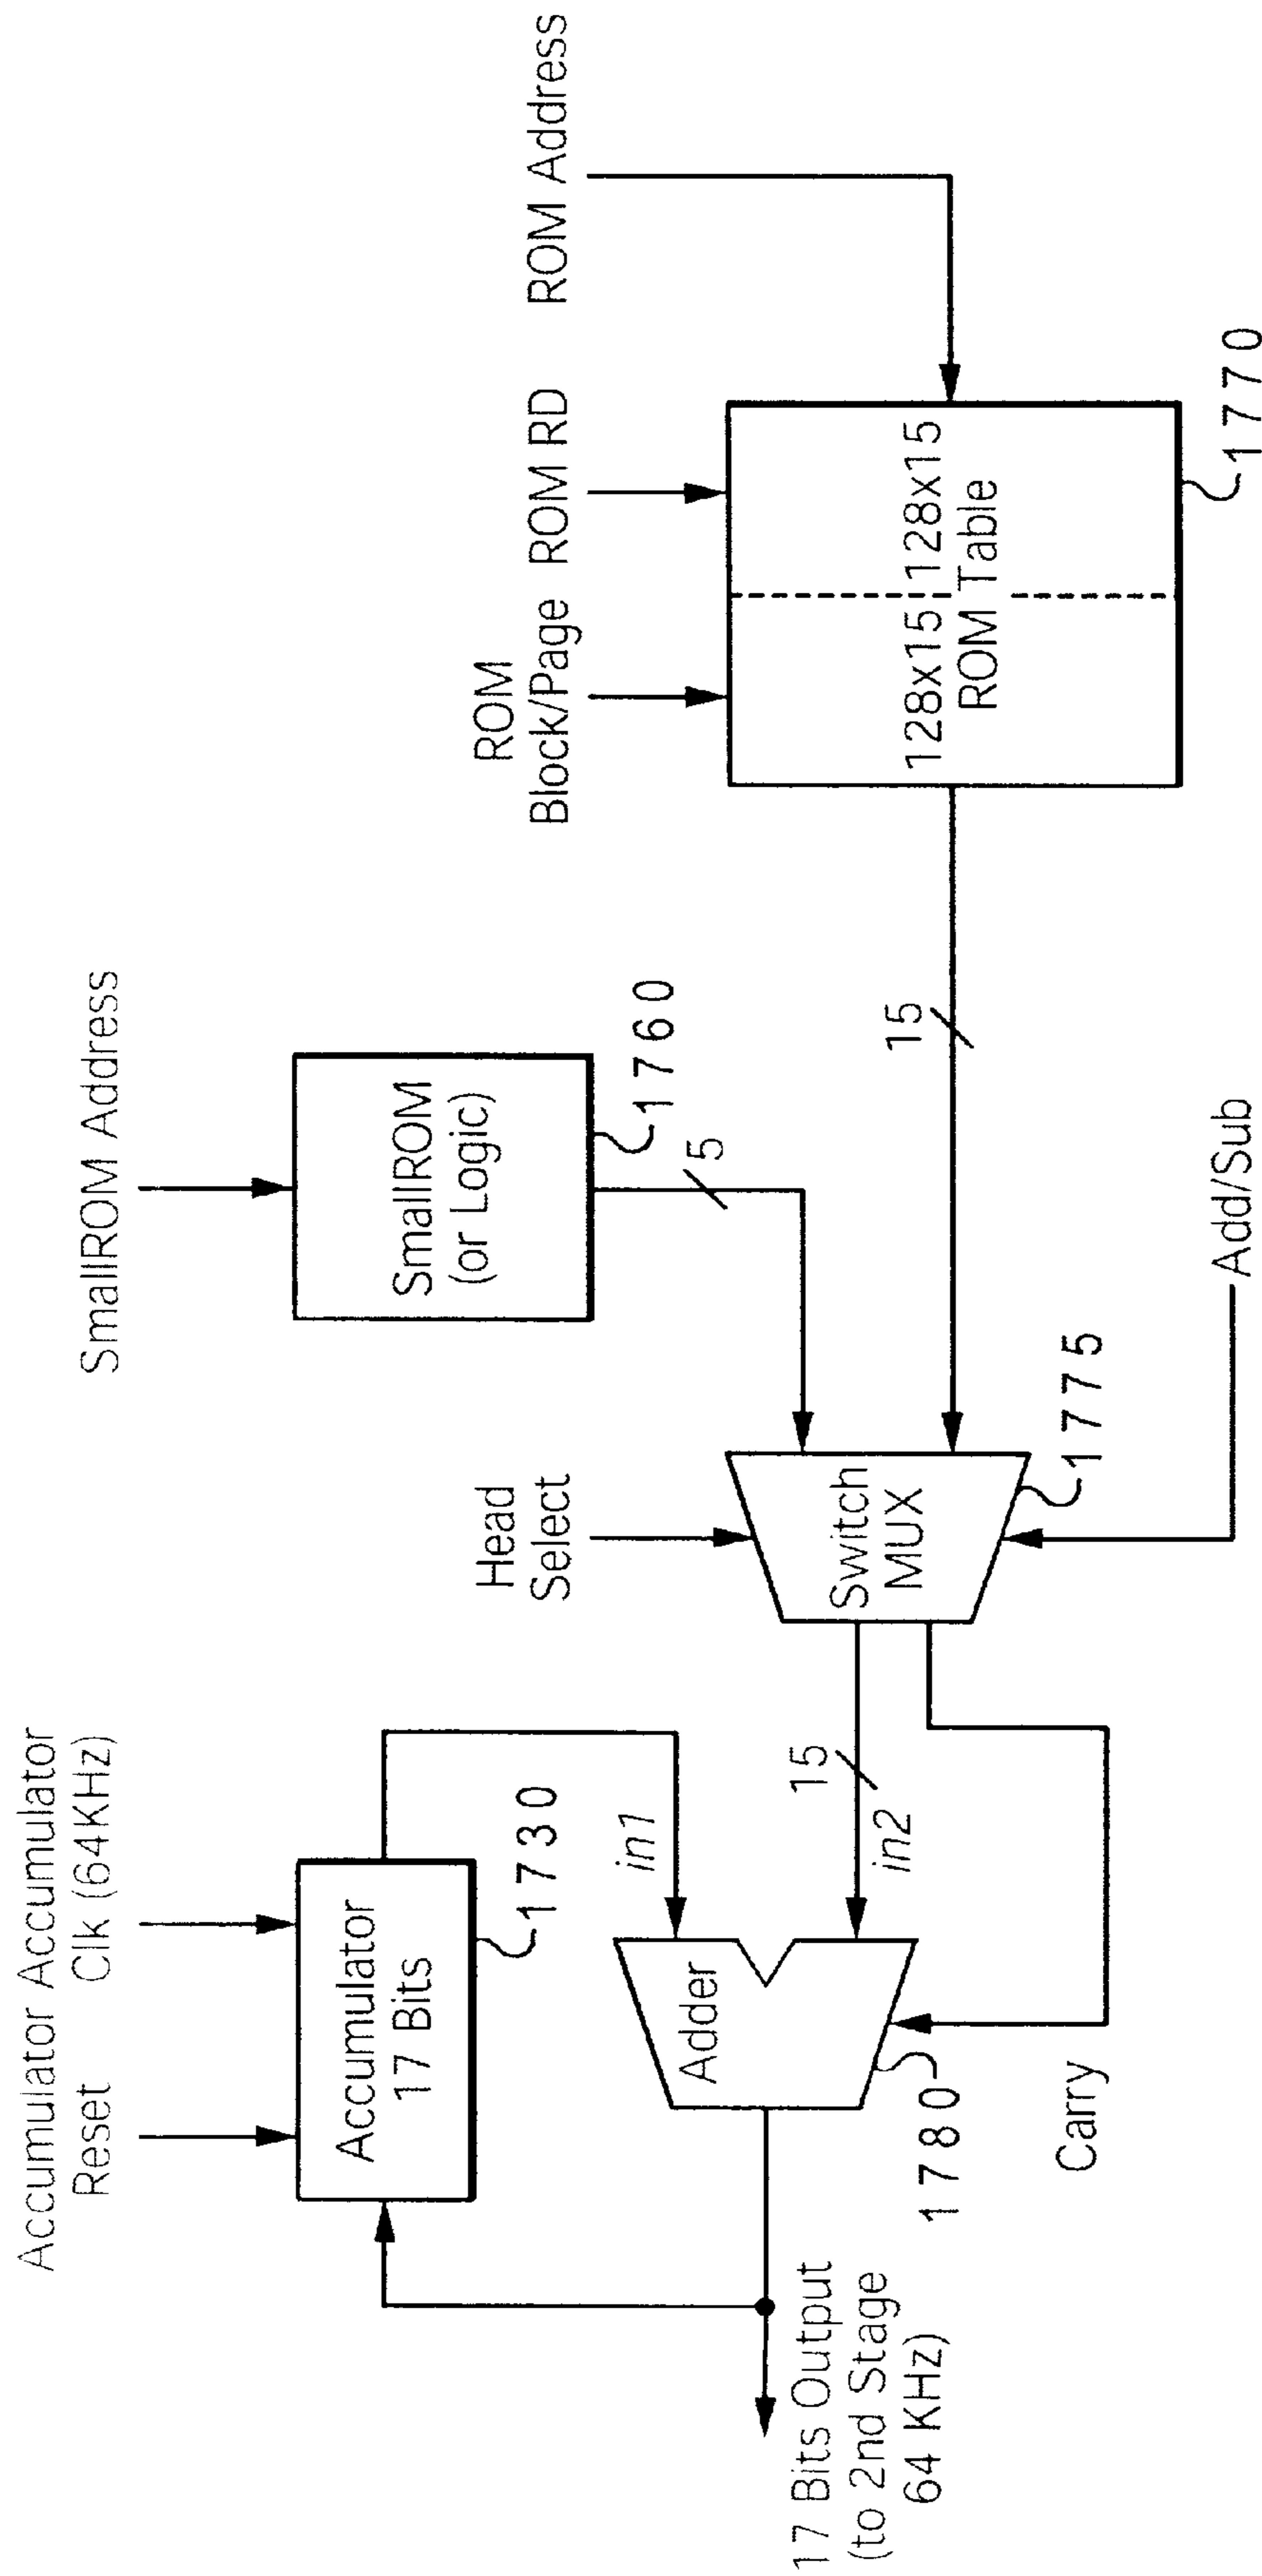 Accumulator Accumulator
Reset Clk (64KHz)
SmallROM Address
Accumulator
17 Bits
1730
SmallROM
(or Logic)
1760
5
Head
Select
ROM
Block/Page
ROM RD
ROM Address
in1
Adder
1780
15
in2
Switch
MUX
1775
15
128x15 128x15
ROM Table
1770
17 Bits Output
(to 2nd Stage
64 KHz)
Carry
Add/Sub